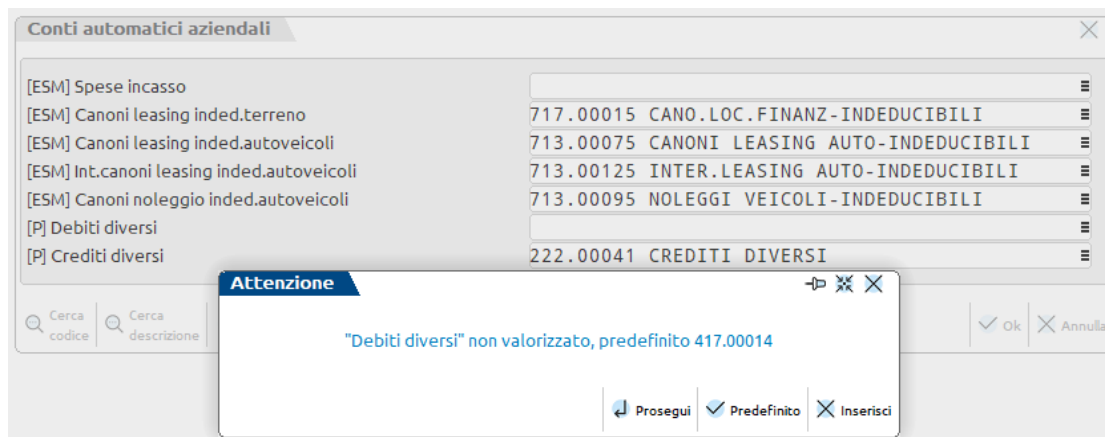 Conti automatici aziendali
[ESM] Spese incasso
[ESM] Canoni leasing inded.terreno 717.00015 CANO.LOC.FINANZ-INDEDUCIBILI
[ESM] Canoni leasing inded.autoveicoli 713.00075 CANONI LEASING AUTO-INDEDUCIBILI
[ESM] Int.canoni leasing inded.autoveicoli 713.00125 INTER.LEASING AUTO-INDEDUCIBILI
[ESM] Canoni noleggio inded.autoveicoli 713.00095 NOLEGGI VEICOLI-INDEDUCIBILI
[P] Debiti diversi
[P] Crediti diversi 222.00041 CREDITI DIVERSI
Attenzione
"Debiti diversi" non valorizzato, predefinito 417.00014
Prosegui Predefinito Inserisci
Cerca codice Cerca descrizione Ok Annulla